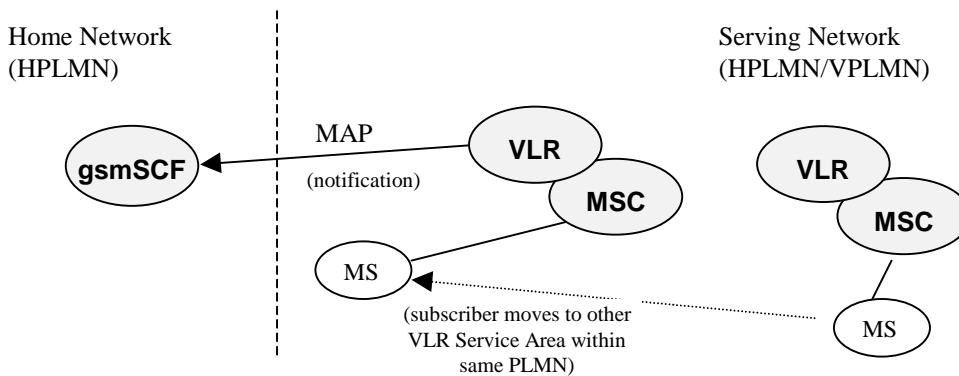 Home Network
(HPLMN)
Serving Network
(HPLMN/VPLMN)
gsmSCF
MAP
(notification)
VLR
MSC
VLR
MSC
MS
MS
(subscriber moves to other
VLR Service Area within
same PLMN)